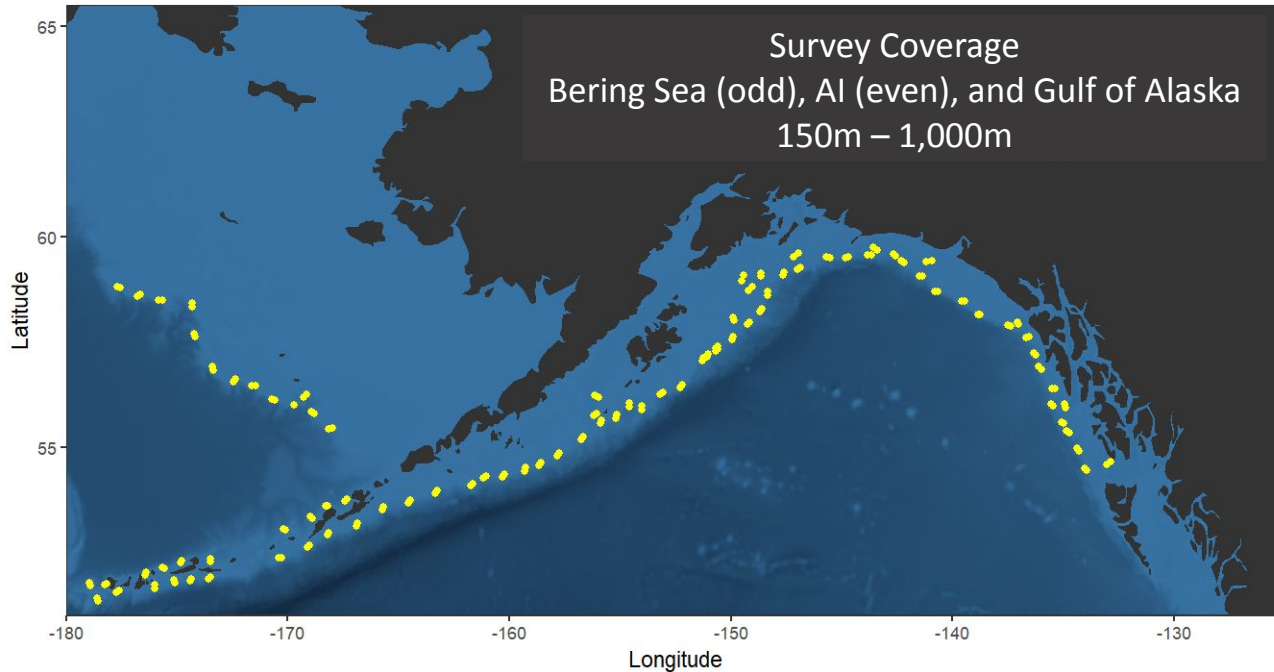 Survey Coverage
Bering Sea (odd), AI (even), and Gulf of Alaska
150m – 1,000m
65
60
55
Latitude
-180
-170
-160
-150
-140
-130
Longitude